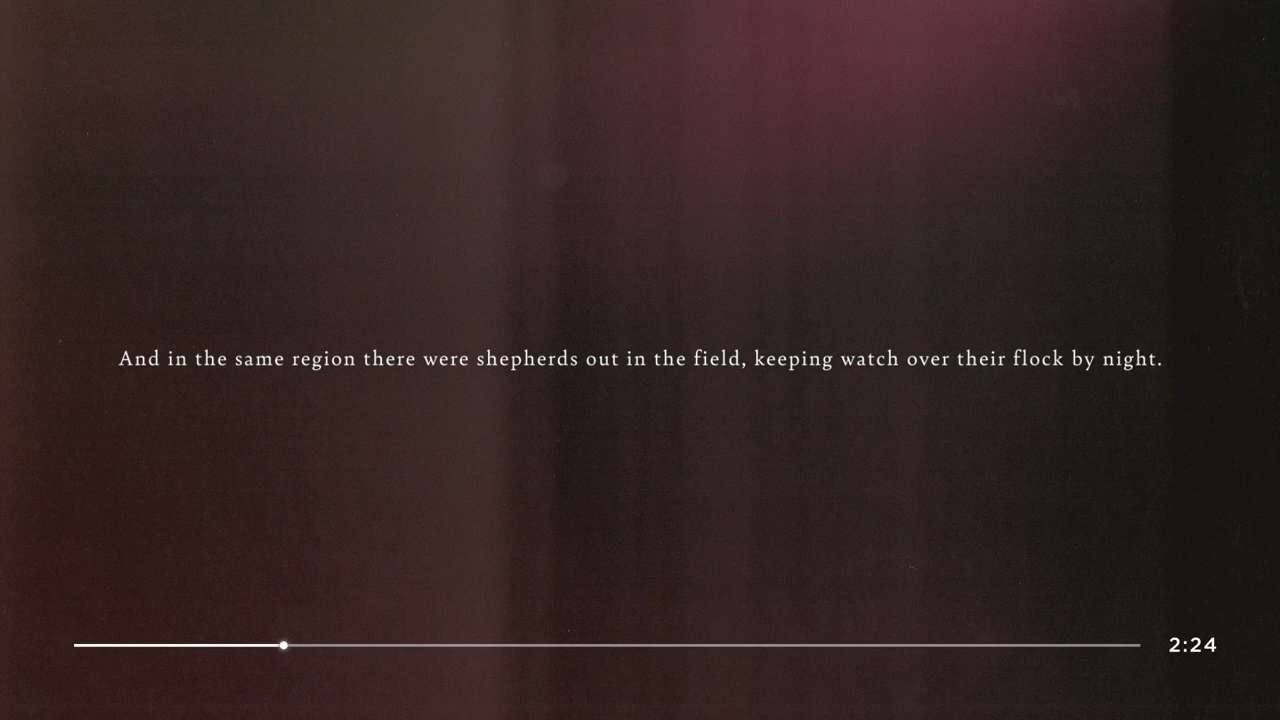 And in the same region there were shepherds out in the field, keeping watch over their flock by night.
2:24